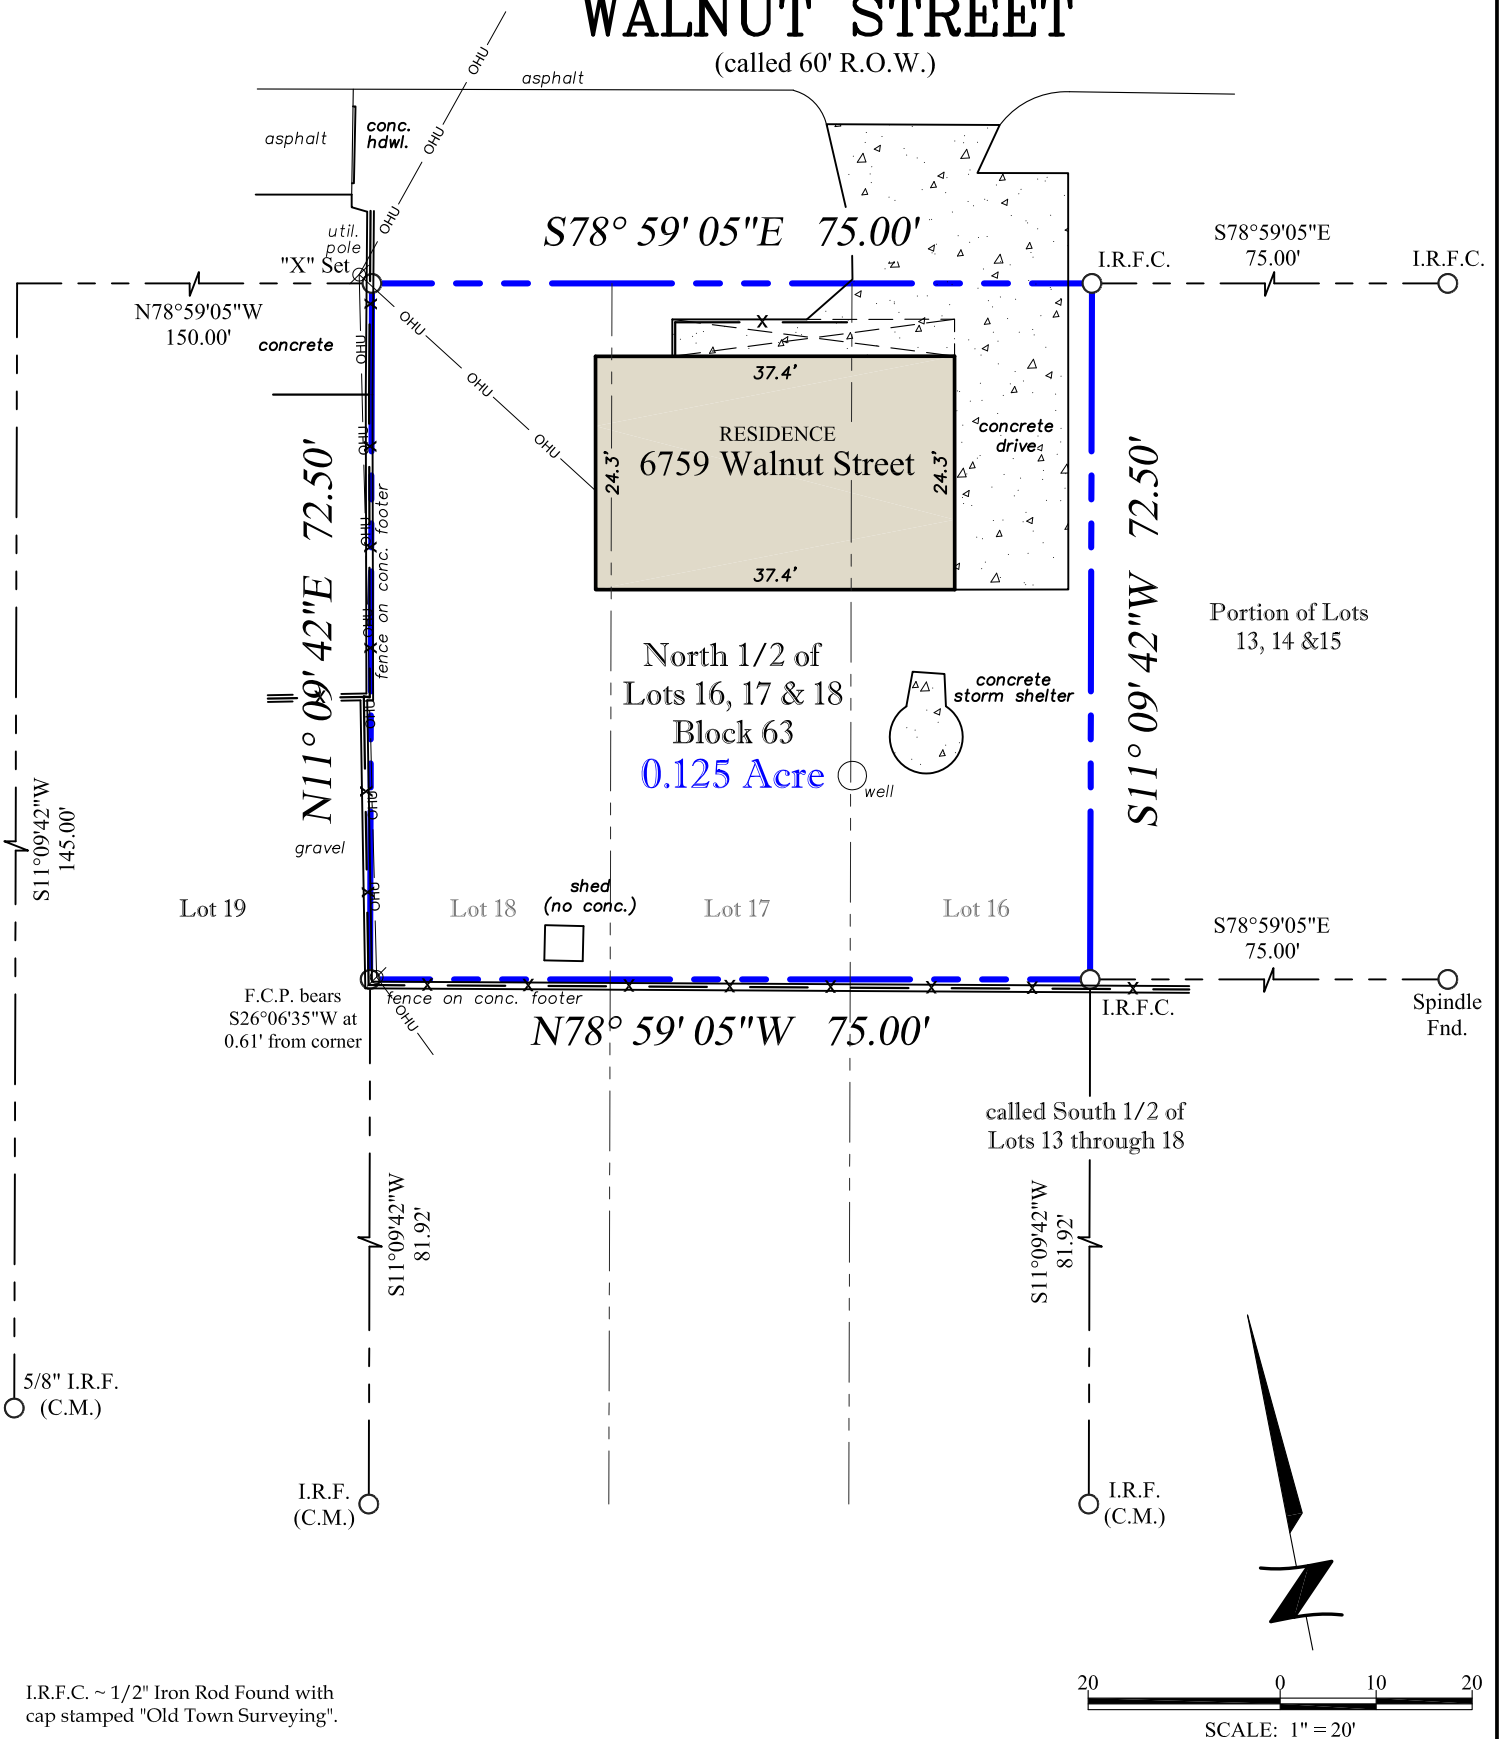 WALNUT STREET
(called 60' R.O.W.)
asphalt
OHU
asphalt
conc.
hdwl.
OHU
OHU
util.
pole
"X" Set
S78° 59' 05"E 75.00'
I.R.F.C.
S78°59'05"E
75.00'
I.R.F.C.
N78°59'05"W
150.00'
concrete
OHU
OHU
OHU
OHU
X
X
37.4'
RESIDENCE
6759 Walnut Street
24.3'
24.3'
37.4'
concrete
drive
OHU
X
OHU
X
OHU
X
fence on conc. footer
N11° 09' 42"E 72.50'
S11° 09' 42"W 72.50'
Portion of Lots
13, 14 &15
North 1/2 of
Lots 16, 17 & 18
Block 63
0.125 Acre
concrete
storm shelter
well
X
OHU
X
OHU
gravel
X
OHU
S11°09'42"W
145.00'
Lot 19
Lot 18
shed
(no conc.)
Lot 17
Lot 16
S78°59'05"E
75.00'
F.C.P. bears
S26°06'35"W at
0.61' from corner
fence on conc. footer
X X X X X X X X
OHU
N78° 59' 05"W 75.00'
I.R.F.C.
Spindle
Fnd.
called South 1/2 of
Lots 13 through 18
S11°09'42"W
81.92'
S11°09'42"W
81.92'
5/8" I.R.F.
(C.M.)
I.R.F.
(C.M.)
I.R.F.
(C.M.)
N
I.R.F.C. ~ 1/2" Iron Rod Found with
cap stamped "Old Town Surveying".
20 0 10 20
SCALE: 1" = 20'